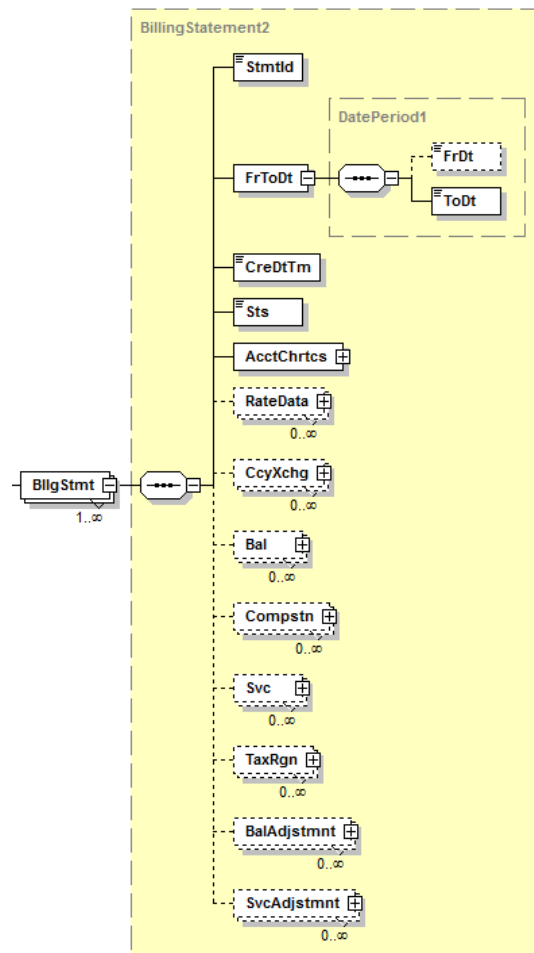 BillingStatement2
StmtId
DatePeriod1
FrDt
FrToDt
ToDt
CreDtTm
Sts
AcctChrtcs
RateData
0..∞
CcyXchg
0..∞
BllgStmt
1..∞
Bal
0..∞
Compstn
0..∞
Svc
0..∞
TaxRgn
0..∞
BalAdjstmnt
0..∞
SvcAdjstmnt
0..∞